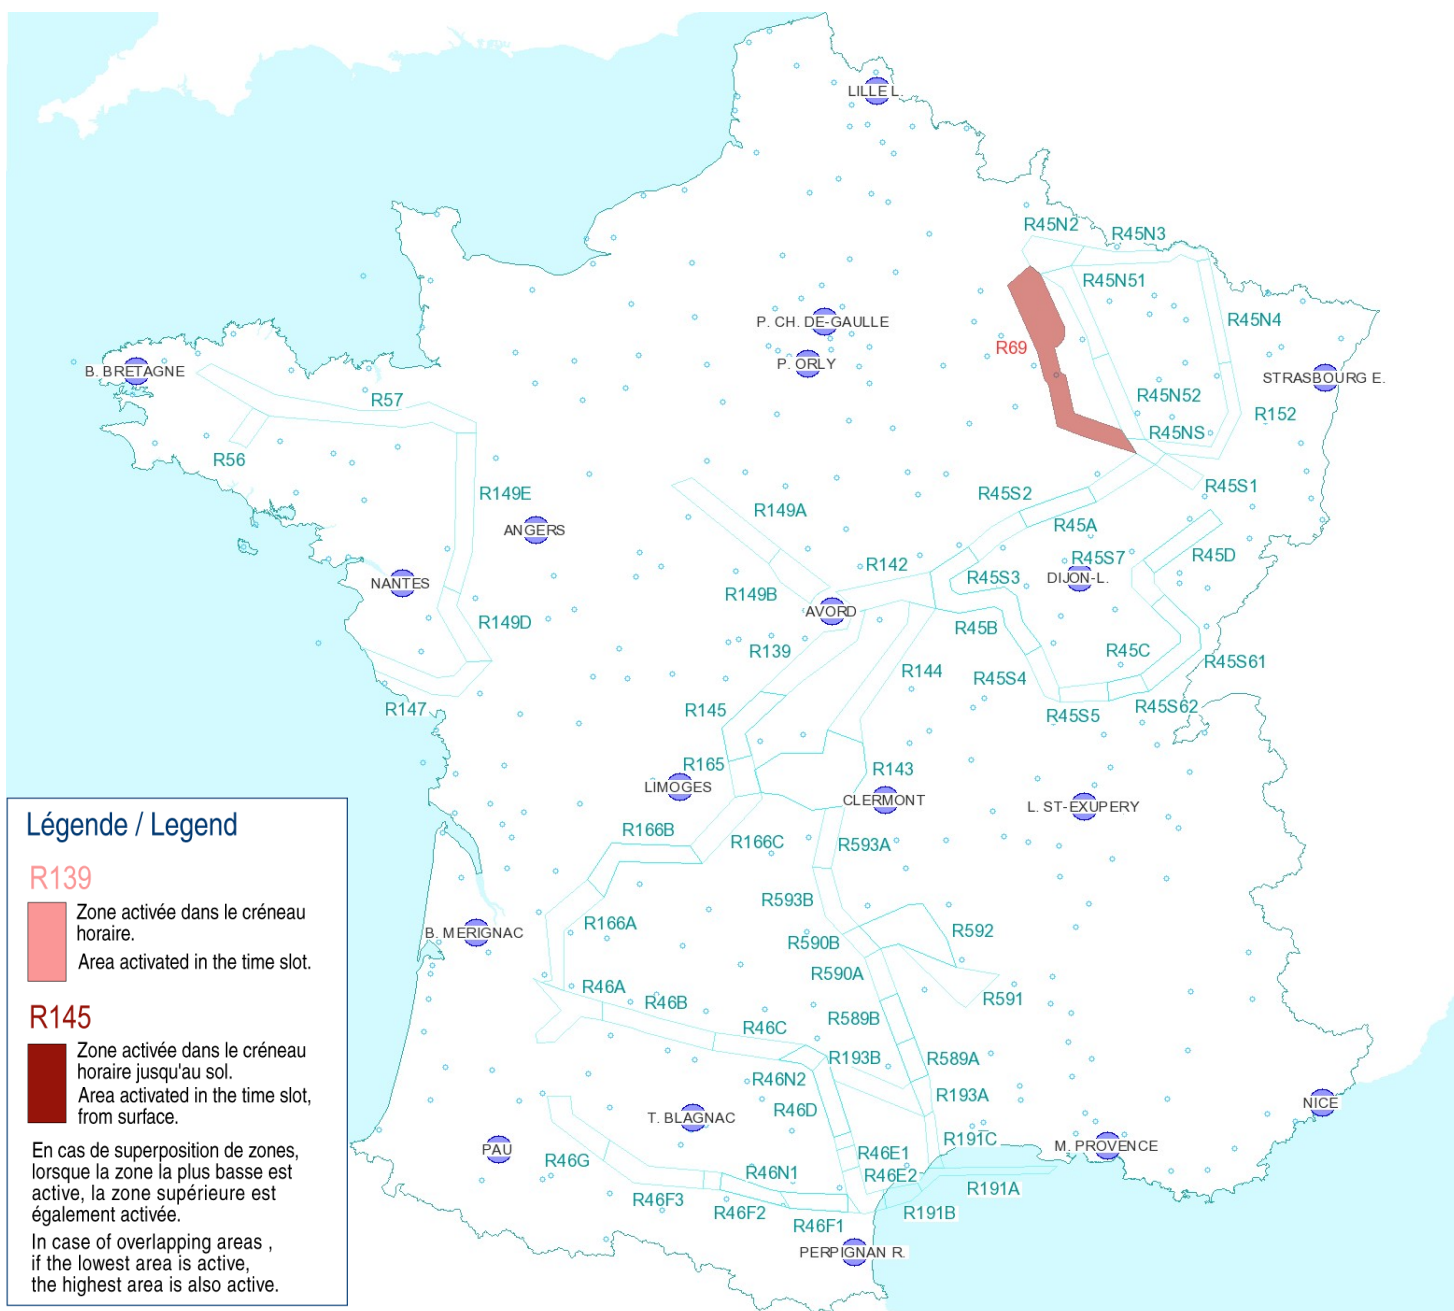 LILLE L.
R45N2
R45N3
R45N51
P. CH. DE-GAULLE
R45N4
R69
P. ORLY
B. BRETAGNE
STRASBOURG E.
R57
R45N52
R152
R45NS
R56
R149E
R45S2
R45S1
R149A
R45A
ANGERS
R45S7
R45D
R142
NANTES
R45S3
DIJON-L.
R149B
AVORD
R149D
R45B
R139
R45C
R45S61
R144
R45S4
R147
R145
R45S5
R45S62
R165
R143
LIMOGES
CLERMONT
L. ST-EXUPERY
R166B
R166C
R593A
R593B
R166A
B. MERIGNAC
R590B
R592
R590A
R46A
R46B
R591
R46C
R589B
R193B
R589A
R46N2
R193A
R46D
T. BLAGNAC
NICE
PAU
R191C
M. PROVENCE
R46G
R46E1
R46N1
R46E2
R46F3
R191A
R46F2
R191B
R46F1
PERPIGNAN R.
Légende / Legend
R139
Zone activée dans le créneau
horaire.
Area activated in the time slot.
R145
Zone activée dans le créneau
horaire jusqu'au sol.
Area activated in the time slot,
from surface.
En cas de superposition de zones,
lorsque la zone la plus basse est
active, la zone supérieure est
également activée.
In case of overlapping areas ,
if the lowest area is active,
the highest area is also active.